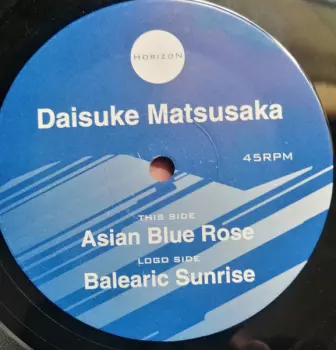 HORIZON
Daisuke Matsusaka
45RPM
THIS SIDE
Asian Blue Rose
LOGO SIDE
Balearic Sunrise